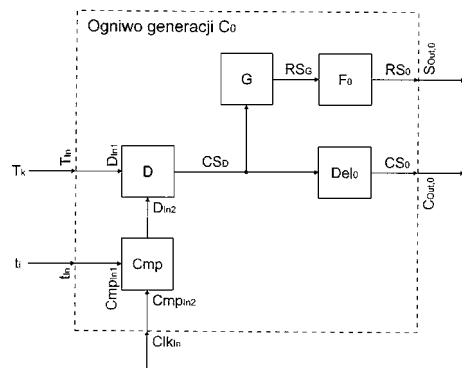 Ogniwo generacji C0
G
RSG
F0
RS0
SOut,0
Tk
TIn
DIn1
D
CSD
Del0
CS0
COut,0
DIn2
ti
tIn
CmpIn1
Cmp
CmpIn2
ClkIn